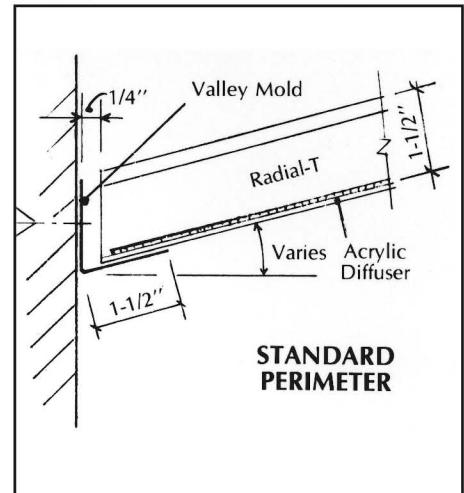 1/4"
Valley Mold
Radial-T
1-1/2"
Varies
Acrylic
Diffuser
1-1/2"
STANDARD
PERIMETER